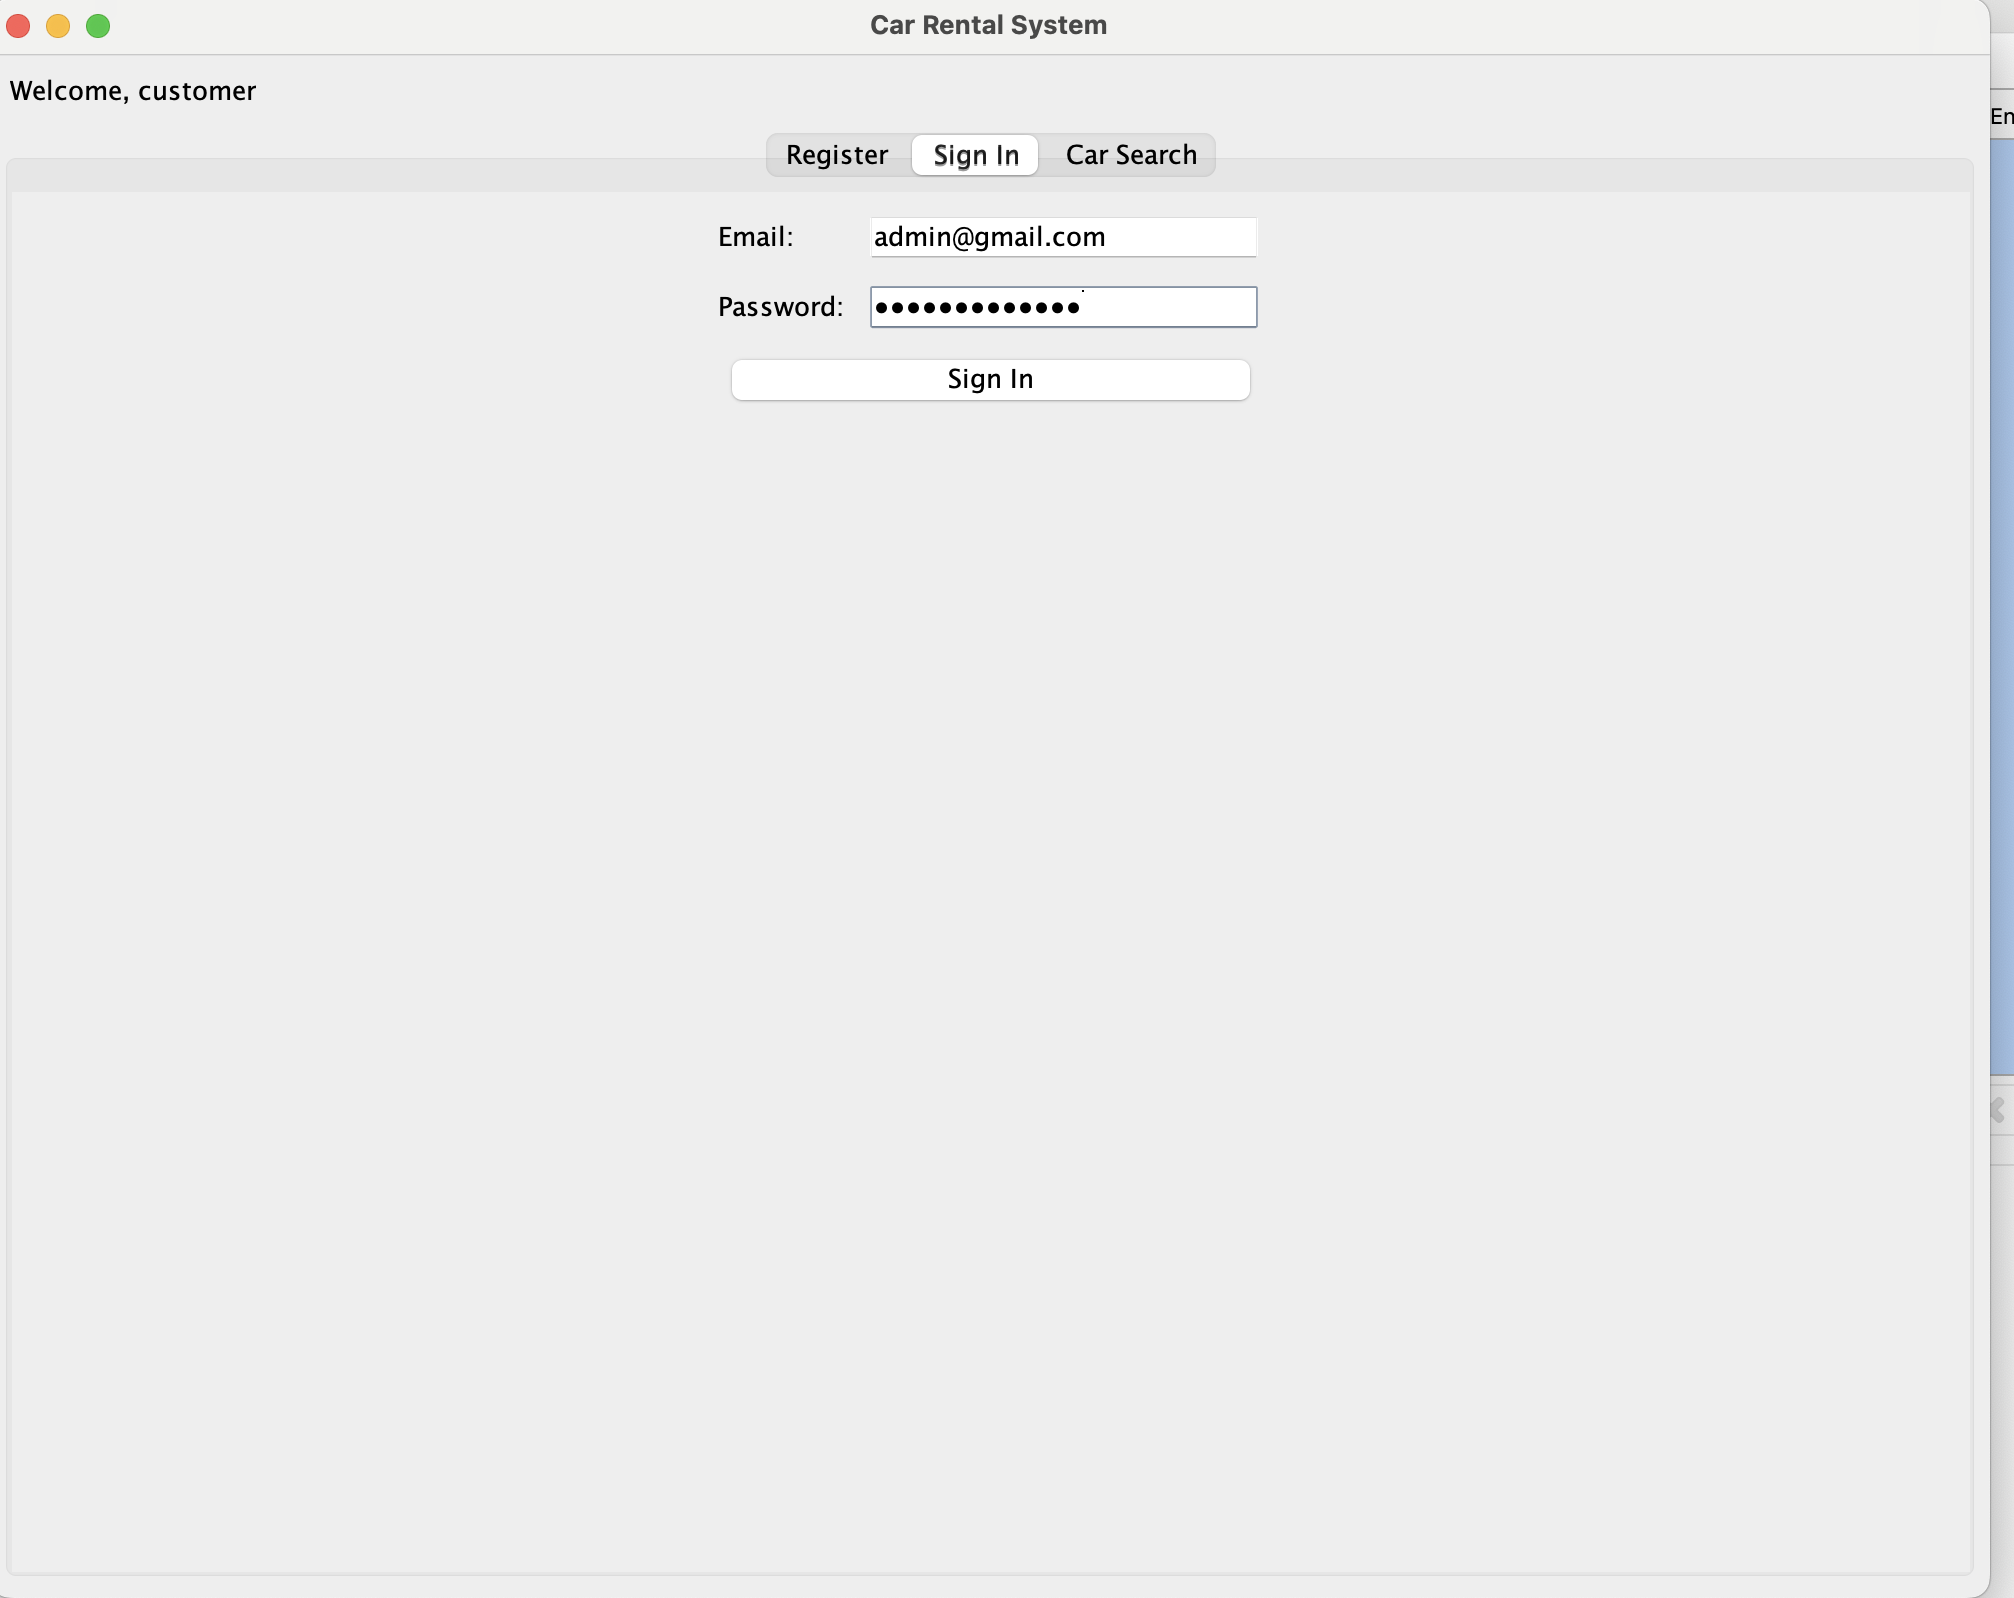 Car Rental System
Welcome, customer
Register Sign In Car Search
Email: admin@gmail.com
Password: •••••••••••••
Sign In